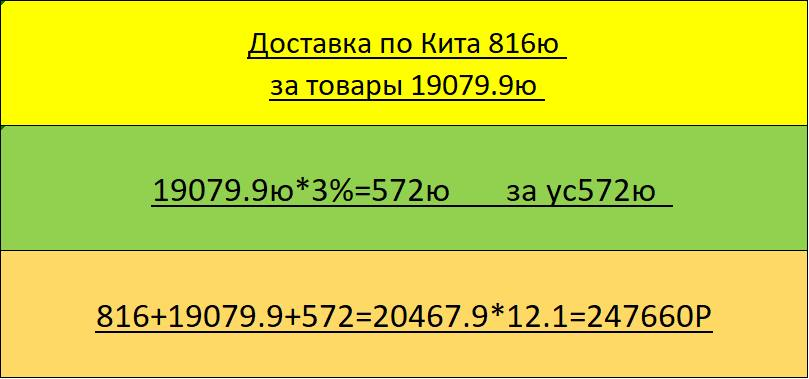 Доставка по Кита 816ю
за товары 19079.9ю
19079.9ю*3%=572ю за ус572ю
816+19079.9+572=20467.9*12.1=247660Р